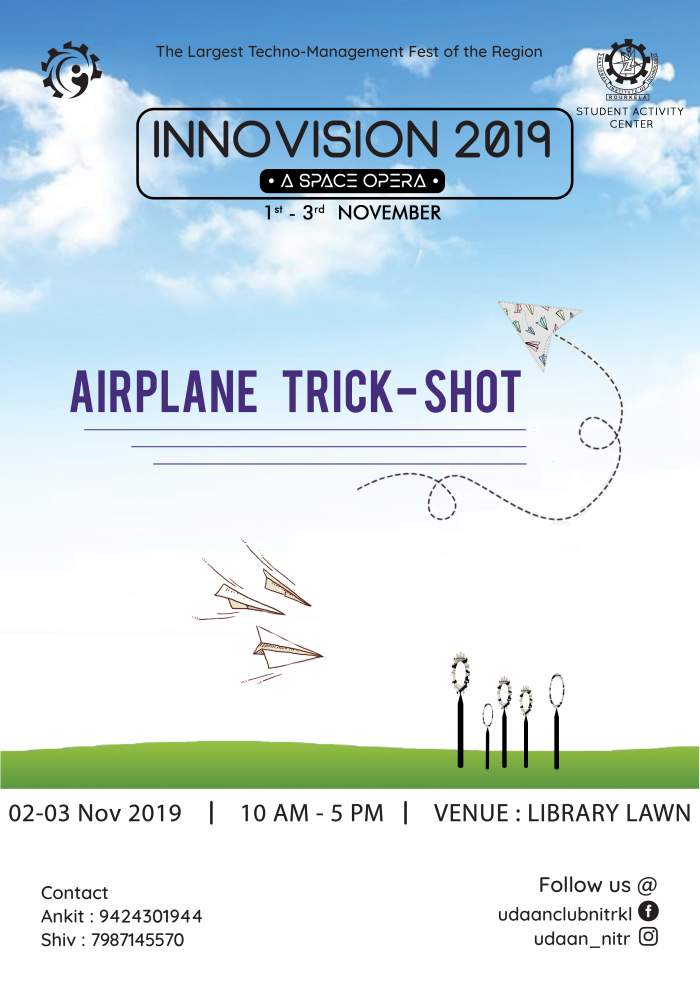 The Largest Techno-Management Fest of the Region
ROURKELA
STUDENT ACTIVITY
CENTER
INNOVISION 2019
• A SPACE OPERA •
1st - 3rd NOVEMBER
AIRPLANE TRICK-SHOT
02-03 Nov 2019 | 10 AM - 5 PM | VENUE : LIBRARY LAWN
Contact
Ankit : 9424301944
Shiv : 7987145570
Follow us @
udaanclubnitrkl
udaan_nitr